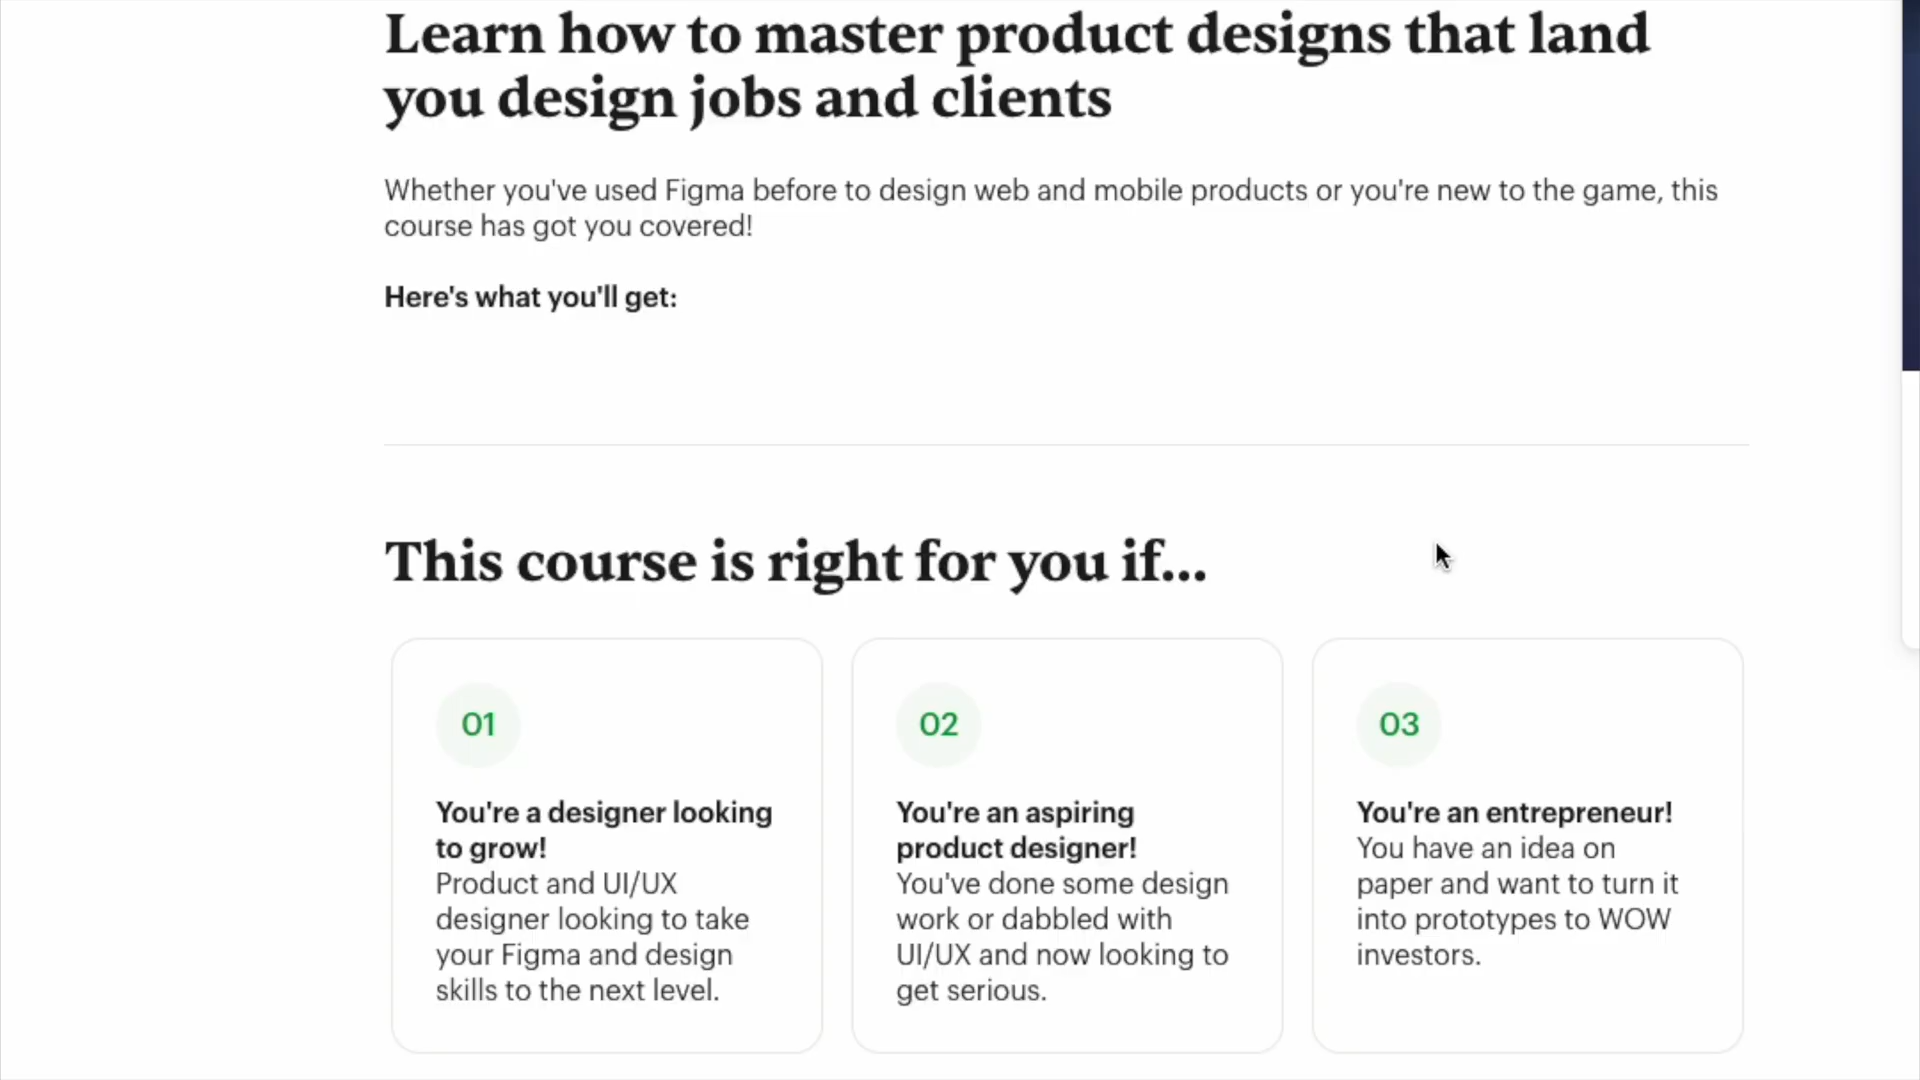 Learn how to master product designs that land
you design jobs and clients
Whether you've used Figma before to design web and mobile products or you're new to the game, this
course has got you covered!
Here's what you'll get:
This course is right for you if...
01
You're a designer looking
to grow!
Product and UI/UX
designer looking to take
your Figma and design
skills to the next level.
02
You're an aspiring
product designer!
You've done some design
work or dabbled with
UI/UX and now looking to
get serious.
03
You're an entrepreneur!
You have an idea on
paper and want to turn it
into prototypes to WOW
investors.